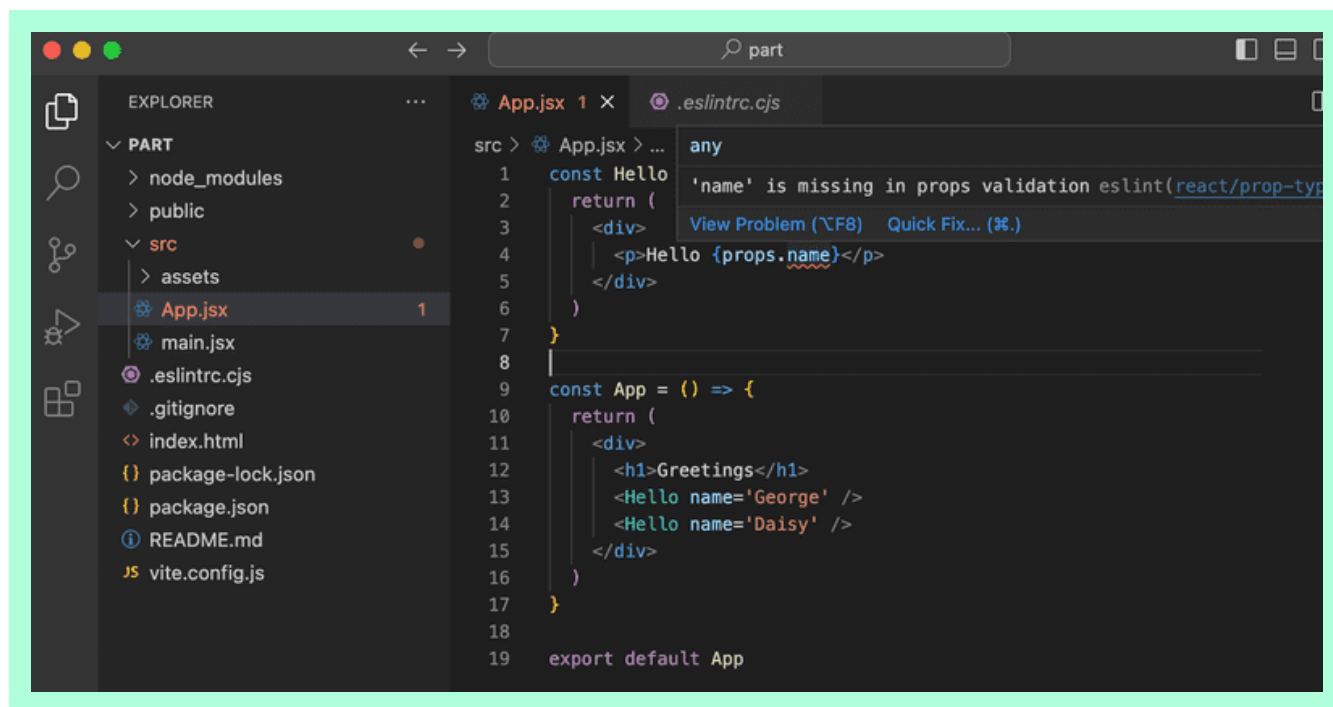 part
EXPLORER ...
PART
node_modules
public
src
assets
App.jsx 1
main.jsx
.eslintrc.cjs
.gitignore
index.html
package-lock.json
package.json
README.md
vite.config.js
App.jsx 1
.eslintrc.cjs
src > App.jsx > ...
any
'name' is missing in props validation eslint(react/prop-typ
View Problem (⌥F8) Quick Fix... (⌘.)
1 const Hello
2 return (
3 <div>
4 <p>Hello {props.name}</p>
5 </div>
6 )
7 }
8
9 const App = () => {
10 return (
11 <div>
12 <h1>Greetings</h1>
13 <Hello name='George' />
14 <Hello name='Daisy' />
15 </div>
16 )
17 }
18
19 export default App